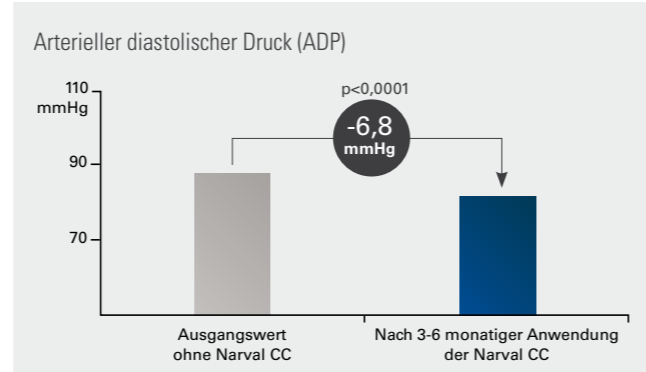 Arterieller diastolischer Druck (ADP)
110
mmHg
90
70
p<0,0001
-6,8
mmHg
Ausgangswert
ohne Narval CC
Nach 3-6 monatiger Anwendung
der Narval CC